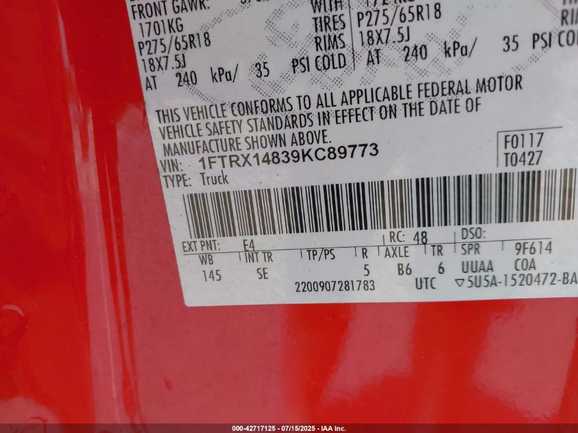 FRONT GAWR:
1701KG WITH
P275/65R18 TIRES P275/65R18
18X7.5J RIMS 18X7.5J
AT 240 kPa/ 35 PSI COLD AT 240 kPa/ 35 PSI COLD
THIS VEHICLE CONFORMS TO ALL APPLICABLE FEDERAL MOTOR
VEHICLE SAFETY STANDARDS IN EFFECT ON THE DATE OF
MANUFACTURE SHOWN ABOVE.
VIN: 1FTRX14839KC89773 F0117
TYPE: Truck T0427
EXT PNT: E4 RC: 48 DSO:
WB INT TR TP/PS R AXLE TR SPR 9F614
145 SE 5 B6 6 UUAA COA
2200907281783 UTC ▽5U5A-1520472-BA
000-42717125 - 07/15/2025 - IAA Inc.